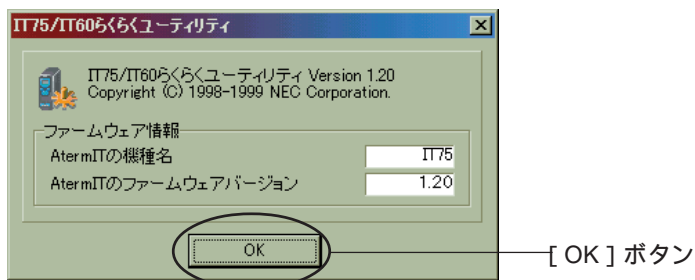 IT75/IT60らくらくユーティリティ
IT75/IT60らくらくユーティリティ Version 1.20
Copyright (C) 1998-1999 NEC Corporation.
ファームウェア情報
AtermITの機種名 IT75
AtermITのファームウェアバージョン 1.20
OK
[ OK ] ボタン